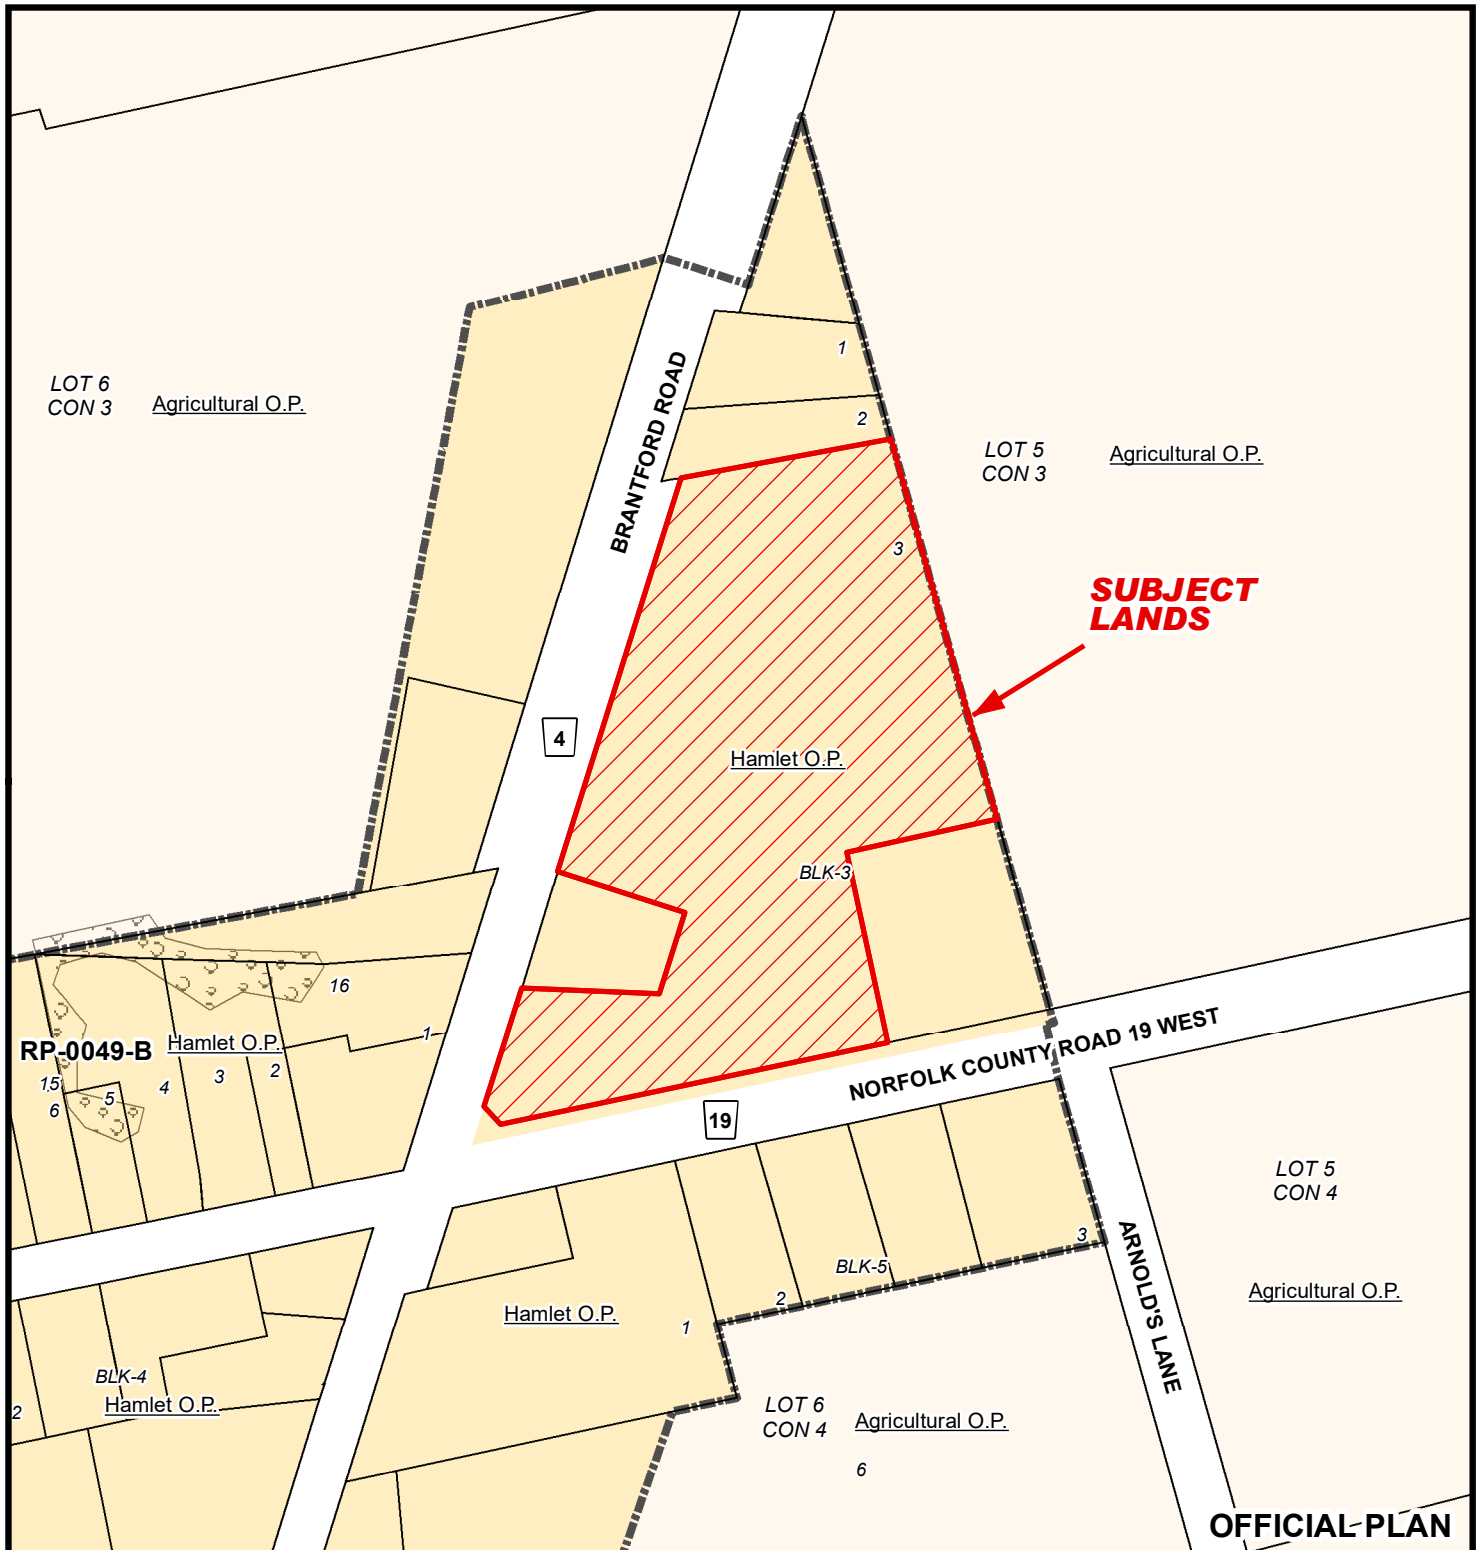 1
2
LOT 6
CON 3
Agricultural O.P.
BRANTFORD ROAD
LOT 5
CON 3
Agricultural O.P.
3
SUBJECT
LANDS
4
Hamlet O.P.
BLK-3
16
1
RP-0049-B
Hamlet O.P.
15
6
5
4
3
2
NORFOLK COUNTY ROAD 19 WEST
19
LOT 5
CON 4
3
BLK-5
2
1
Hamlet O.P.
ARNOLD'S LANE
Agricultural O.P.
BLK-4
Hamlet O.P.
2
LOT 6
CON 4
Agricultural O.P.
6
OFFICIAL PLAN